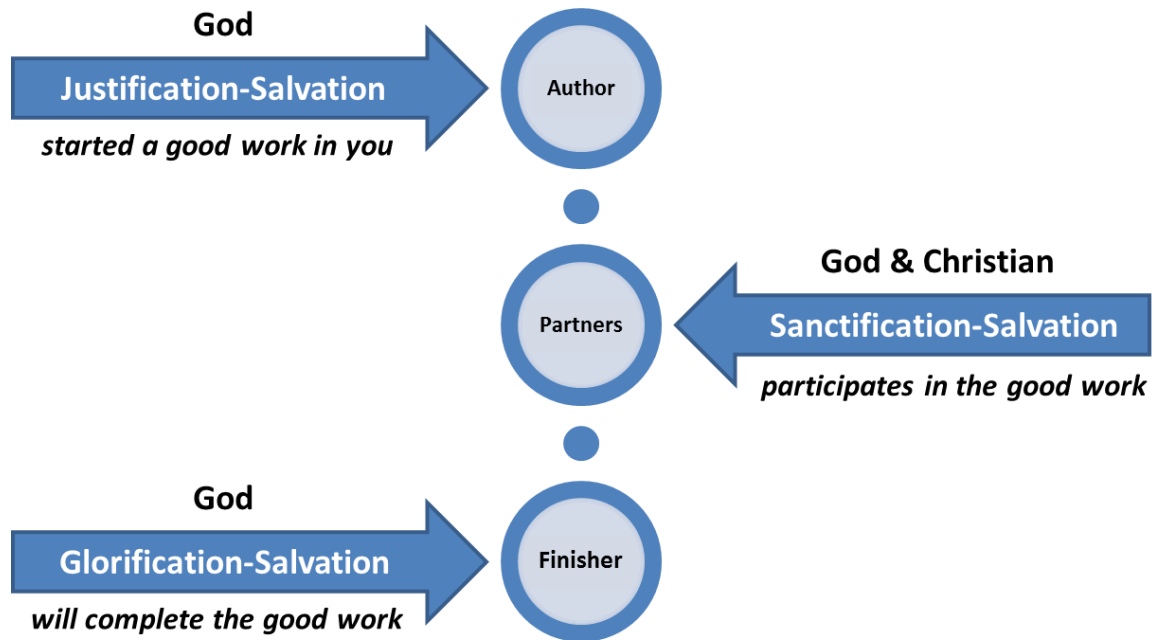 God
Justification-Salvation
started a good work in you
Author
God & Christian
Partners
Sanctification-Salvation
participates in the good work
God
Glorification-Salvation
will complete the good work
Finisher